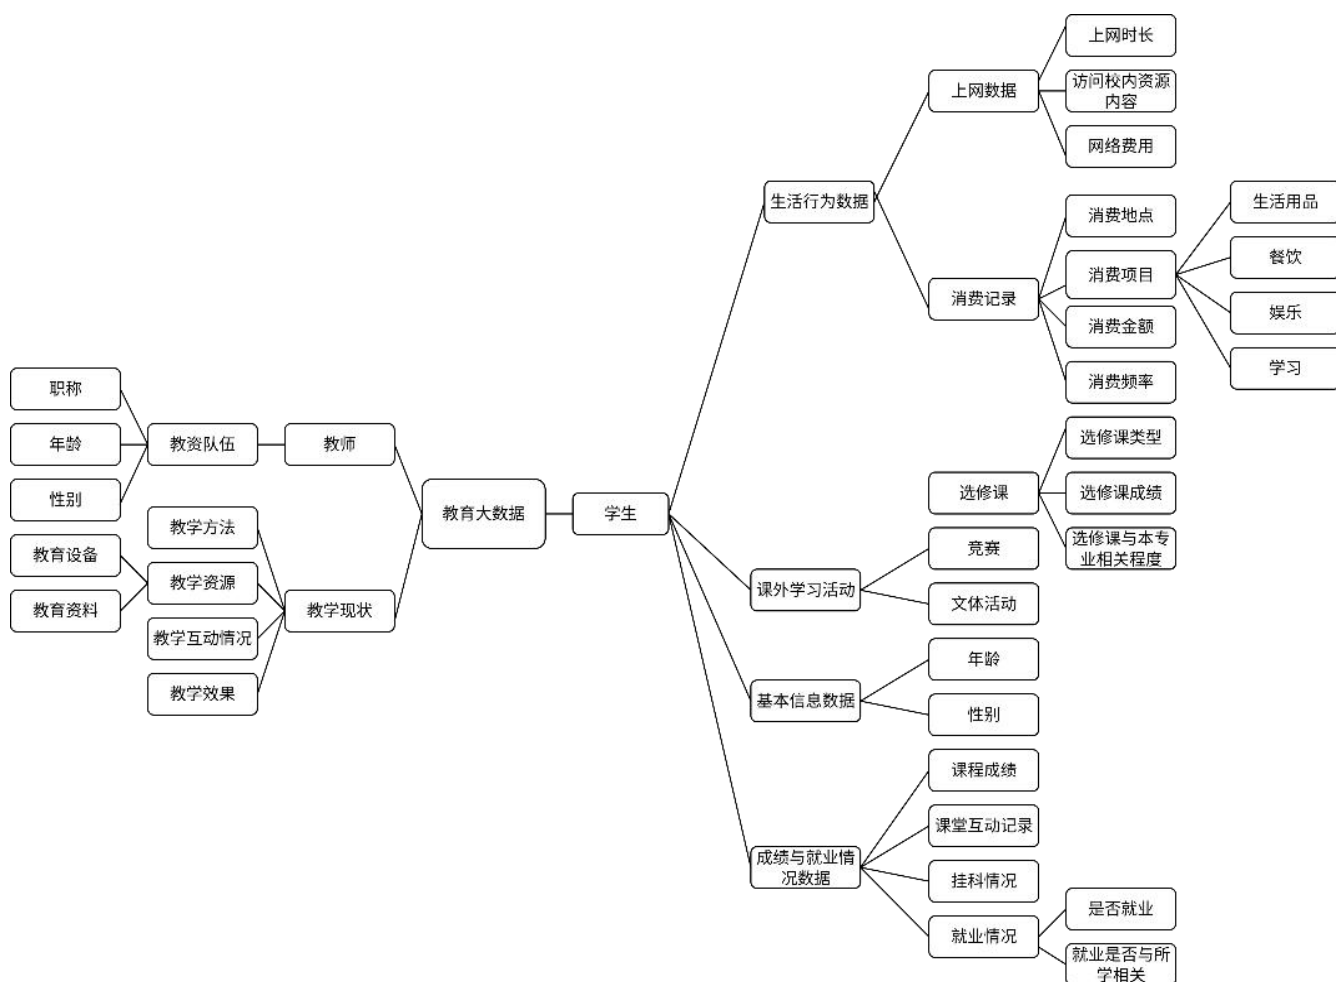 上网时长
上网数据
访问校内资源
内容
网络费用
生活行为数据
消费地点
生活用品
消费项目
餐饮
消费记录
消费金额
娱乐
消费频率
学习
职称
年龄
教资队伍
教师
性别
教学方法
教育设备
教学资源
教育资料
教学互动情况
教学现状
教学效果
教育大数据
学生
选修课类型
选修课
选修课成绩
选修课与本专
业相关程度
竞赛
课外学习活动
文体活动
年龄
基本信息数据
性别
课程成绩
课堂互动记录
成绩与就业情
况数据
挂科情况
就业情况
是否就业
就业是否与所
学相关